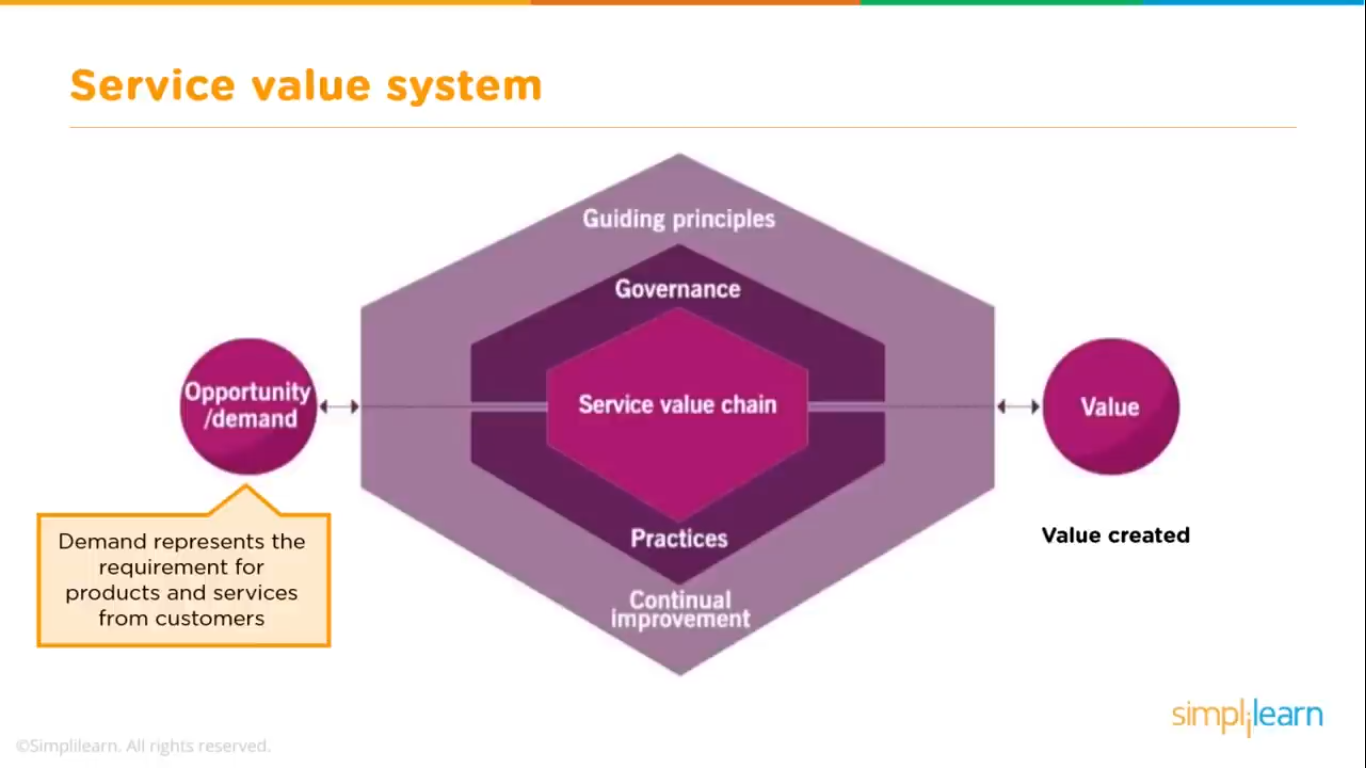 Service value system
Guiding principles
Governance
Opportunity
/demand
Service value chain
Value
Practices
Continual
improvement
Demand represents the
requirement for
products and services
from customers
Value created
simplilearn
©Simplilearn. All rights reserved.